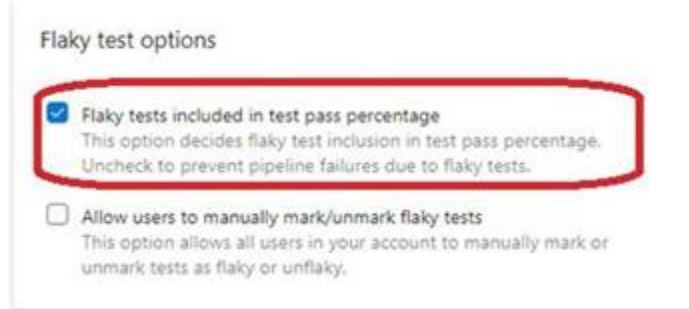 Flaky test options
Flaky tests included in test pass percentage
This option decides flaky test inclusion in test pass percentage.
Uncheck to prevent pipeline failures due to flaky tests.
Allow users to manually mark/unmark flaky tests
This option allows all users in your account to manually mark or
unmark tests as flaky or unflaky.